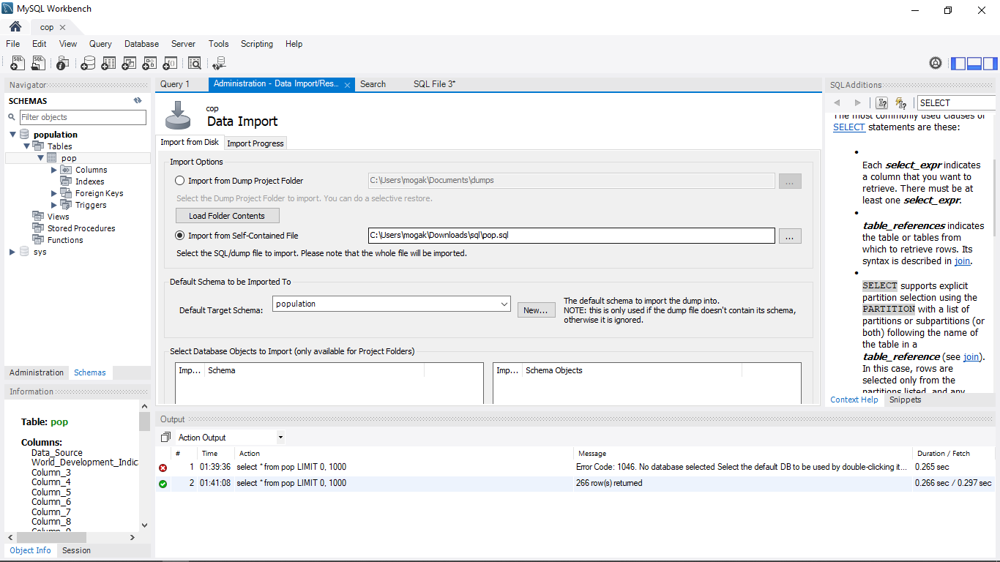 MySQL Workbench
cop
File Edit View Query Database Server Tools Scripting Help
Navigator
SCHEMAS
Filter objects
population
Tables
pop
Columns
Indexes
Foreign Keys
Triggers
Views
Stored Procedures
Functions
sys
Administration Schemas
Information
Table: pop
Columns:
Data_Source
World_Development_Indic
Column_3
Column_4
Column_5
Column_6
Column_7
Column_8
Object Info Session
Query 1 Administration - Data Import/Res... Search SQL File 3*
cop
Data Import
Import from Disk Import Progress
Import Options
Import from Dump Project Folder C:\Users\mogak\Documents\dumps ...
Select the Dump Project Folder to import. You can do a selective restore.
Load Folder Contents
Import from Self-Contained File C:\Users\mogak\Downloads\sql\pop.sql ...
Select the SQL/dump file to import. Please note that the whole file will be imported.
Default Schema to be Imported To
Default Target Schema: population New...
The default schema to import the dump into.
NOTE: this is only used if the dump file doesn't contain its schema,
otherwise it is ignored.
Select Database Objects to Import (only available for Project Folders)
Imp... Schema
Imp... Schema Objects
SQLAdditions
SELECT
The most commonly used clauses of
SELECT statements are these:
Each select_expr indicates
a column that you want to
retrieve. There must be at
least one select_expr.
table_references indicates
the table or tables from
which to retrieve rows. Its
syntax is described in join.
SELECT supports explicit
partition selection using the
PARTITION with a list of
partitions or subpartitions (or
both) following the name of
the table in a
table_reference (see join).
In this case, rows are
selected only from the
partitions listed, and any
Context Help Snippets
Output
Action Output
# Time Action Message Duration / Fetch
1 01:39:36 select * from pop LIMIT 0, 1000 Error Code: 1046. No database selected Select the default DB to be used by double-clicking it... 0.265 sec
2 01:41:08 select * from pop LIMIT 0, 1000 266 row(s) returned 0.266 sec / 0.297 sec